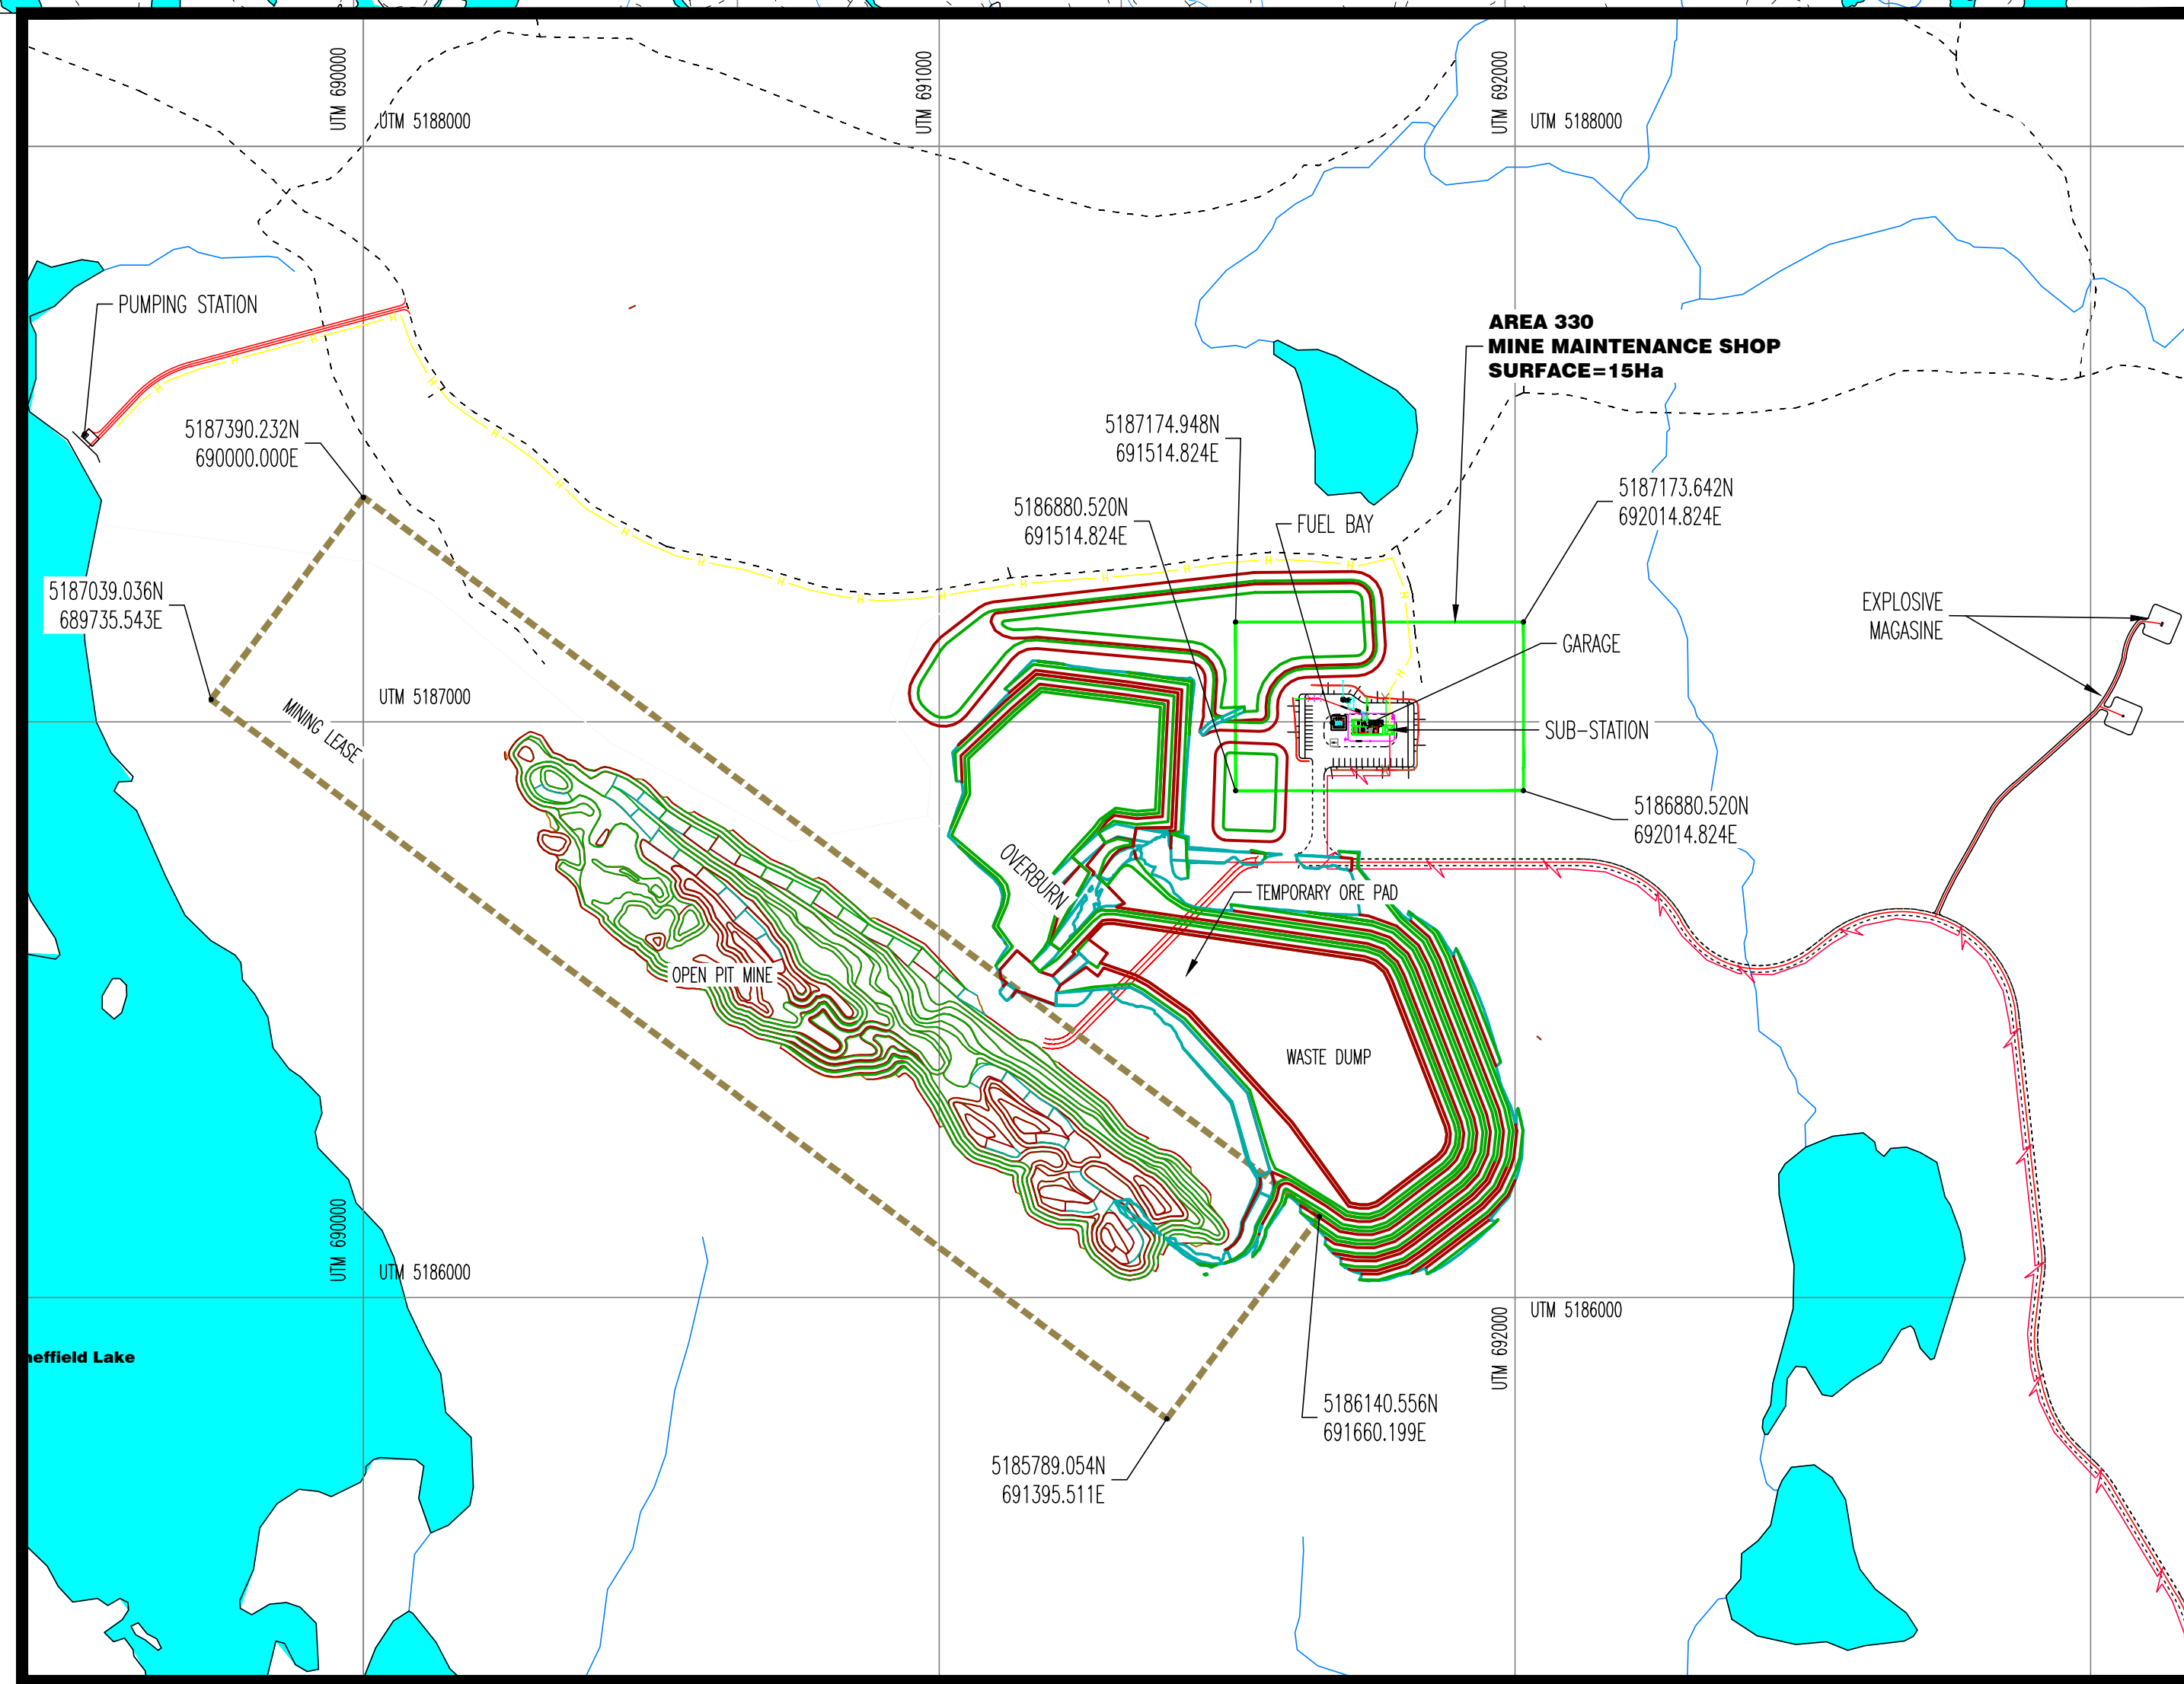 UTM 690000
UTM 5188000
UTM 691000
UTM 692000
UTM 5188000
PUMPING STATION
AREA 330
MINE MAINTENANCE SHOP
SURFACE=15Ha
5187390.232N
690000.000E
5187174.948N
691514.824E
5186880.520N
691514.824E
FUEL BAY
5187173.642N
692014.824E
5187039.036N
689735.543E
EXPLOSIVE
MAGASINE
GARAGE
UTM 5187000
MINING LEASE
SUB-STATION
5186880.520N
692014.824E
OVERBURN
TEMPORARY ORE PAD
OPEN PIT MINE
WASTE DUMP
UTM 690000
UTM 5186000
UTM 692000
UTM 5186000
heffield Lake
5186140.556N
691660.199E
5185789.054N
691395.511E
H H H H H H H H H H H H H H H H H H H